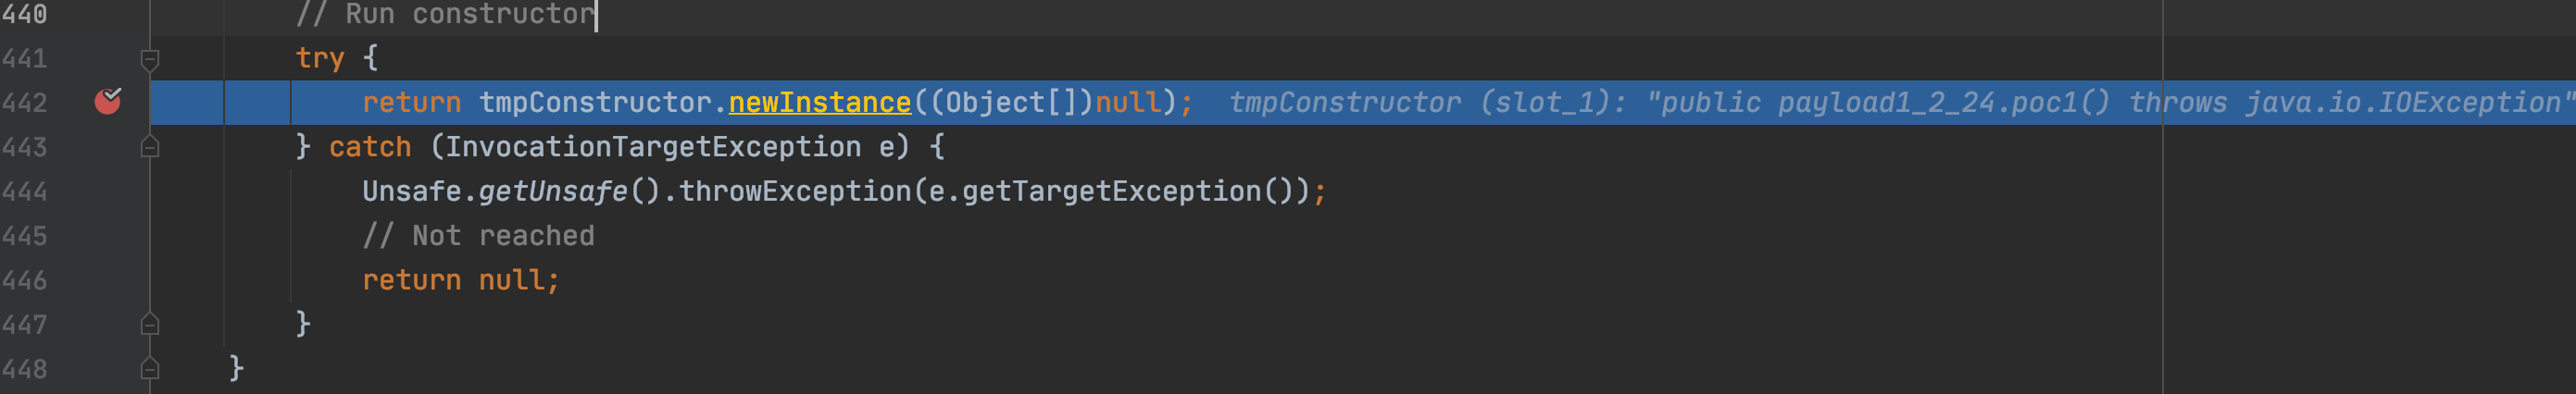 440 // Run constructor
441 try {
442 return tmpConstructor.newInstance((Object[])null); tmpConstructor (slot_1): "public payload1_2_24.poc1() throws java.io.IOException"
443 } catch (InvocationTargetException e) {
444 Unsafe.getUnsafe().throwException(e.getTargetException());
445 // Not reached
446 return null;
447 }
448 }